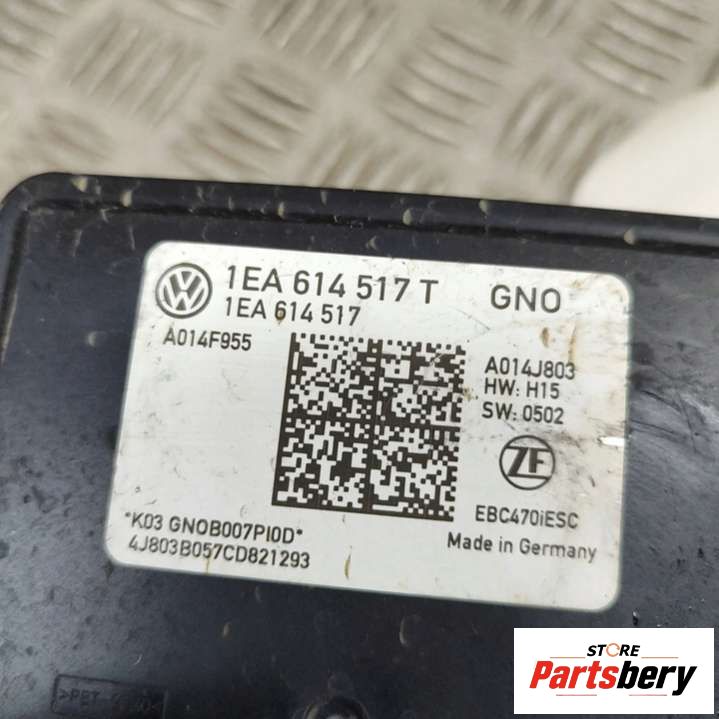 1EA 614 517 T GNO
1EA 614 517
A014F955
A014J803
HW: H15
SW: 0502
ZF
EBC470iESC
*K03 GNOB007PI0D*
4J803B057CD821293
Made in Germany
STORE
Partsbery